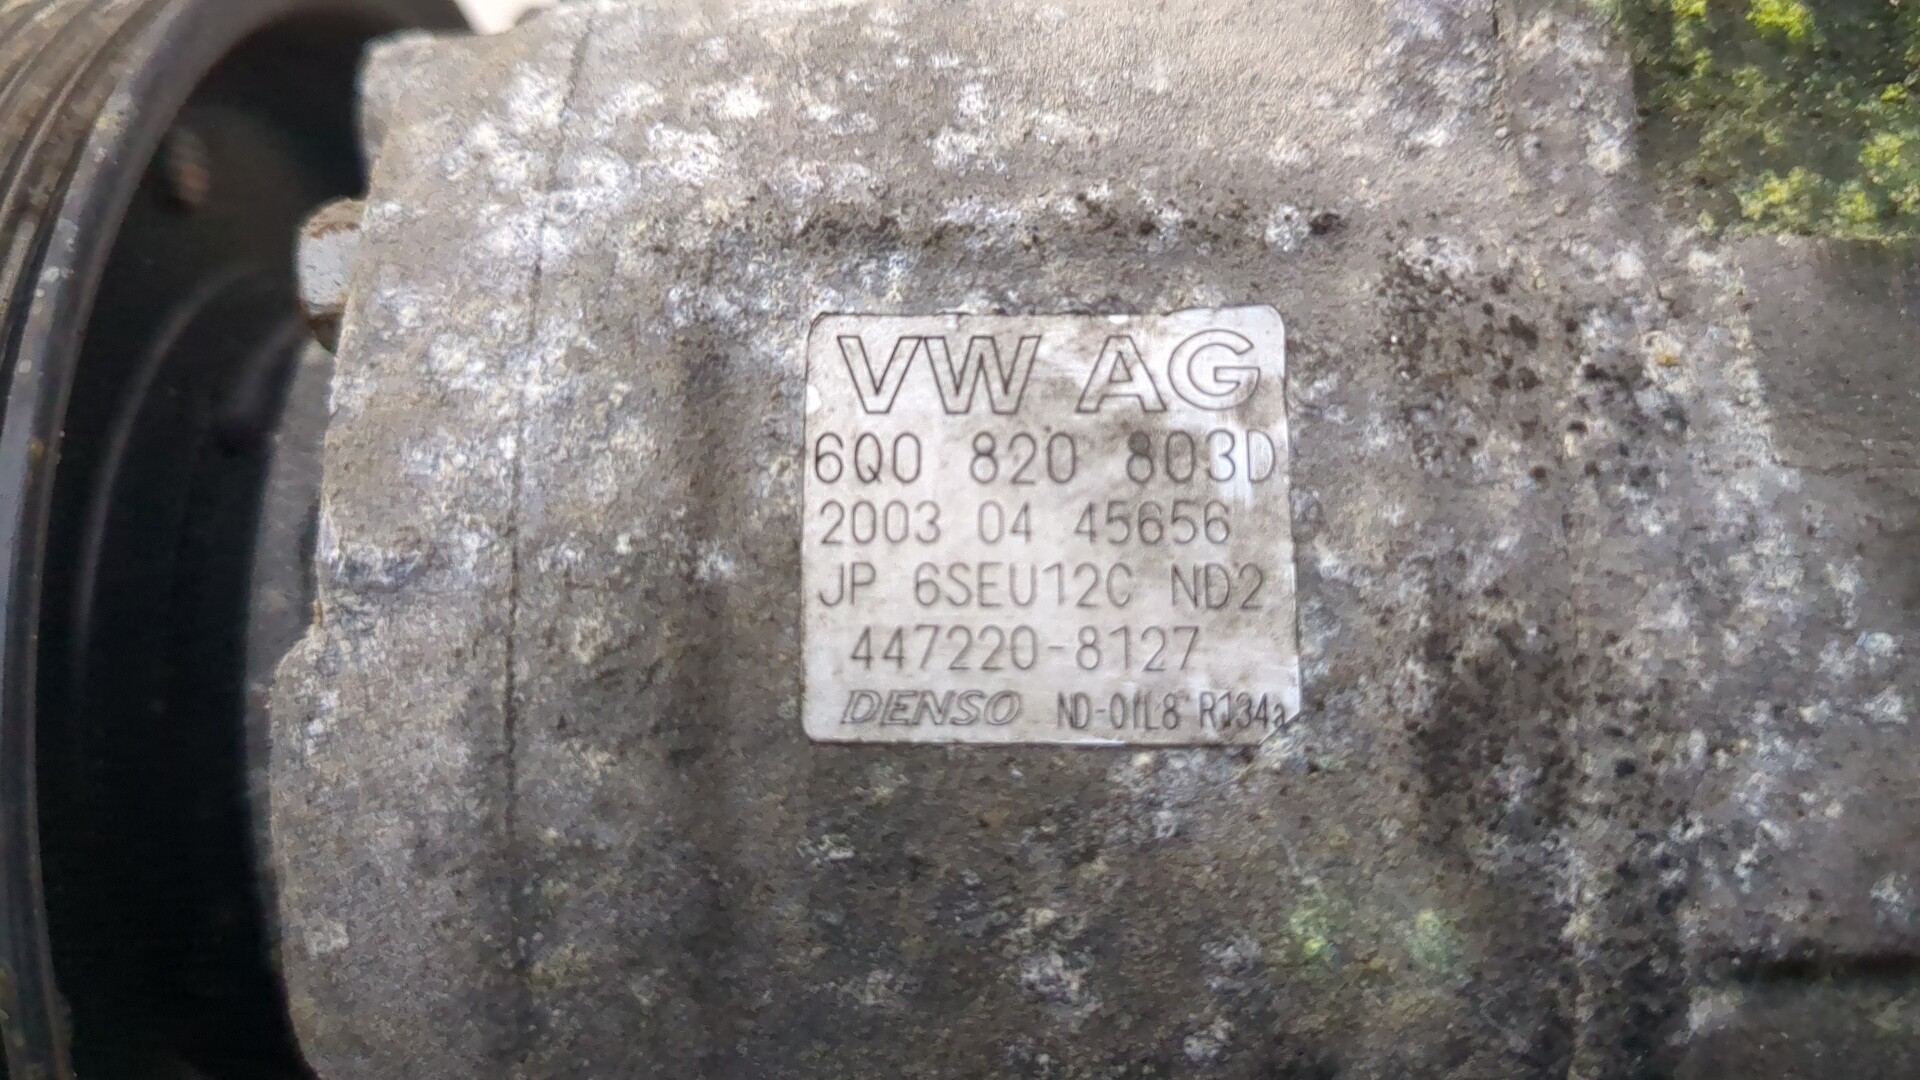 VW AG
6Q0 820 803D
2003 04 45656
JP 6SEU12C ND2
447220-8127
DENSO ND-OIL8 R134a